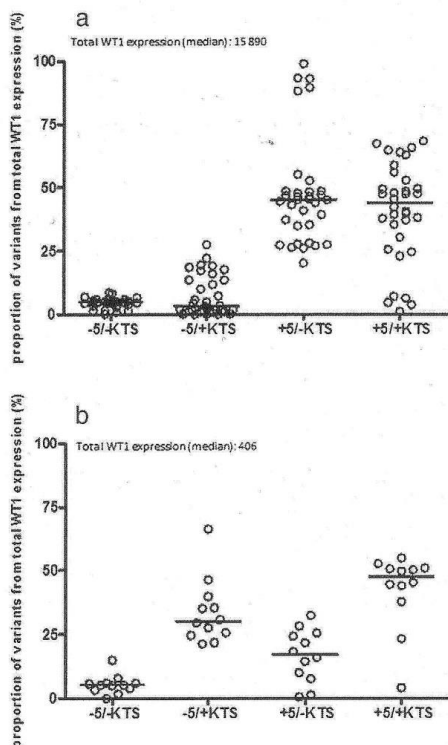 a
Total WT1 expression (median): 15 890
proportion of variants from total WT1 expression (%)
100
75
50
25
0
-5/-KTS -5/+KTS +5/-KTS +5/+KTS
b
Total WT1 expression (median): 406
proportion of variants from total WT1 expression (%)
100
75
50
25
0
-5/-KTS -5/+KTS +5/-KTS +5/+KTS